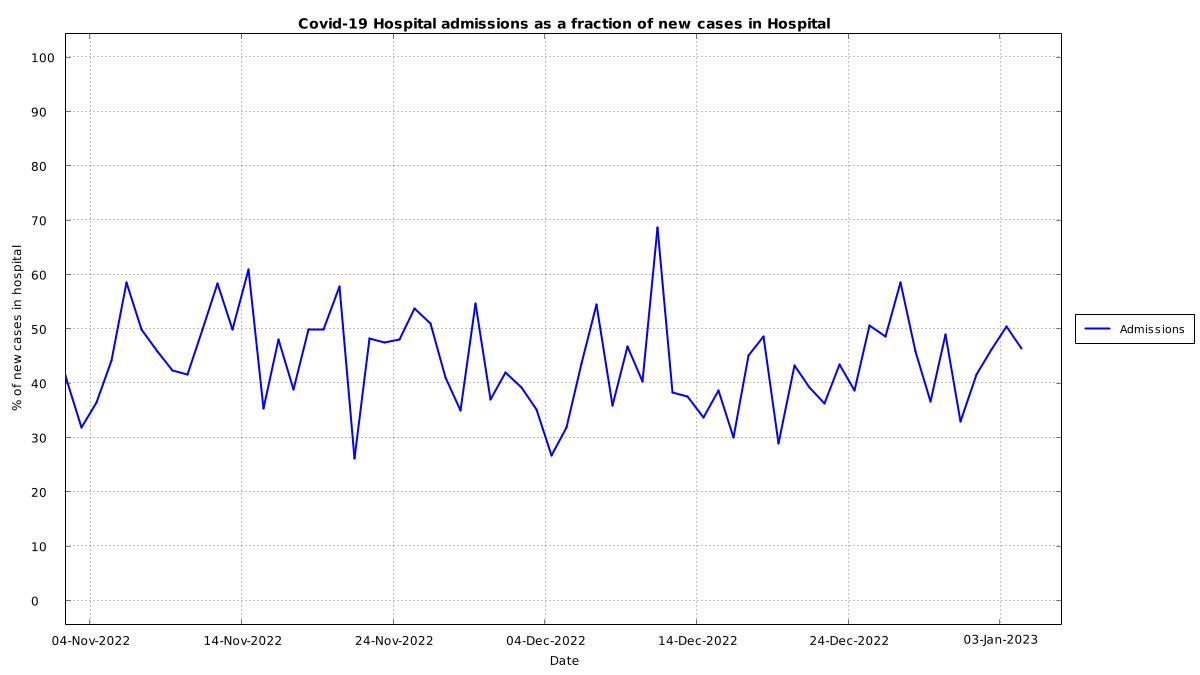 Covid-19 Hospital admissions as a fraction of new cases in Hospital
100
90
80
70
60
50
40
30
20
10
0
% of new cases in hospital
04-Nov-2022
14-Nov-2022
24-Nov-2022
04-Dec-2022
14-Dec-2022
24-Dec-2022
03-Jan-2023
Date
Admissions